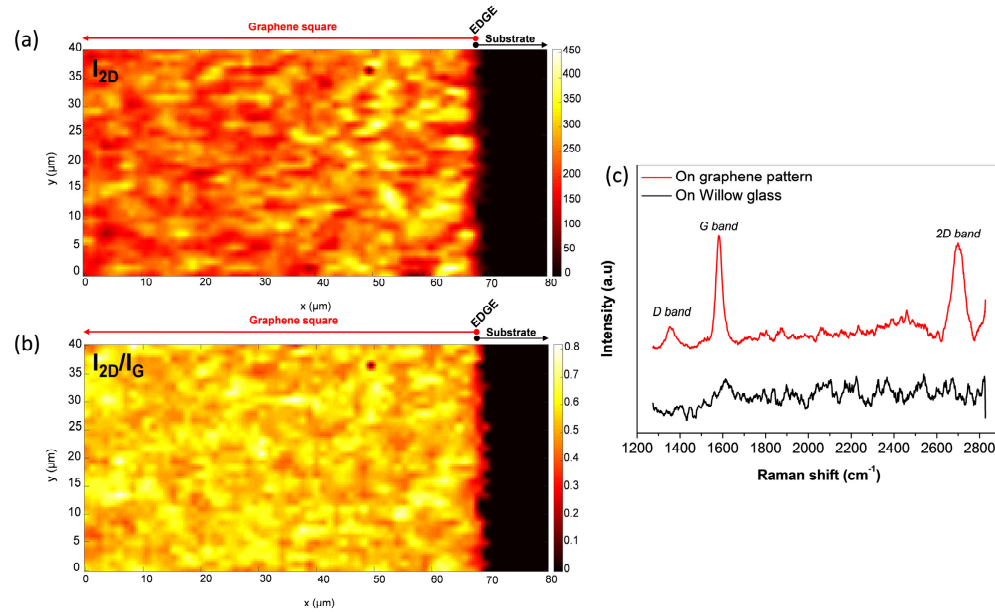 (a)
Graphene square
EDGE
Substrate
I2D
40
35
30
25
20
15
10
5
0
y (µm)
0 10 20 30 40 50 60 70 80
x (µm)
450
400
350
300
250
200
150
100
50
0
(b)
Graphene square
EDGE
Substrate
I2D/IG
40
35
30
25
20
15
10
5
0
y (µm)
0 10 20 30 40 50 60 70 80
x (µm)
0.8
0.7
0.6
0.5
0.4
0.3
0.2
0.1
0
(c)
On graphene pattern
On Willow glass
G band
2D band
D band
Intensity (a.u)
1200 1400 1600 1800 2000 2200 2400 2600 2800
Raman shift (cm-1)